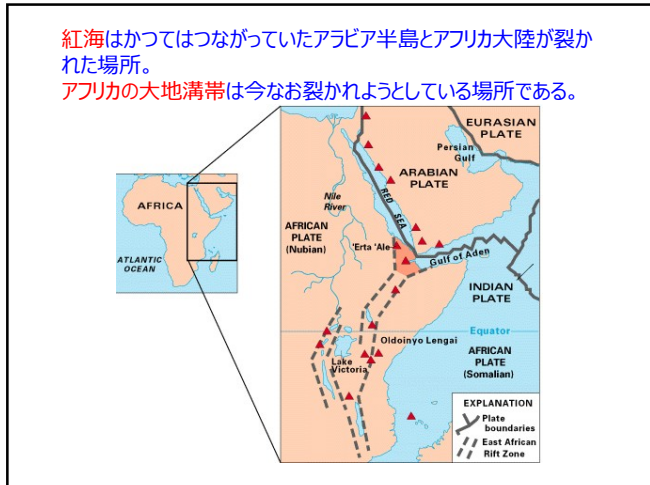 紅海はかつてはつながっていたアラビア半島とアフリカ大陸が裂か
れた場所。
アフリカの大地溝帯は今なお裂かれようとしている場所である。
EURASIAN
PLATE
Persian
Gulf
ARABIAN
PLATE
RED SEA
Nile
River
AFRICA
AFRICAN
PLATE
(Nubian)
'Erta 'Ale
Gulf of Aden
ATLANTIC
OCEAN
INDIAN
PLATE
Equator
Oldoinyo Lengai
AFRICAN
PLATE
(Somalian)
Lake
Victoria
EXPLANATION
Plate
boundaries
East African
Rift Zone